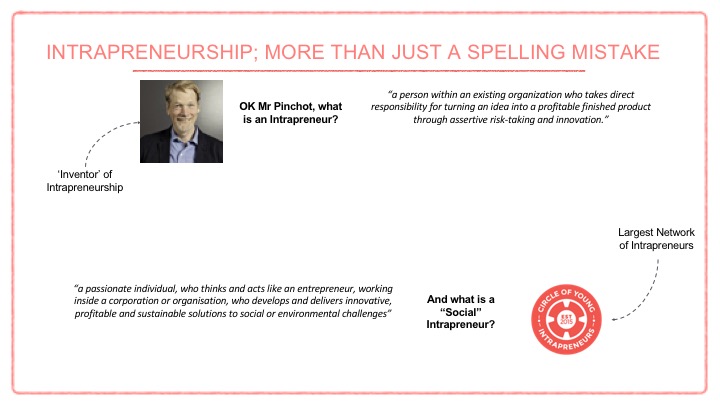 INTRAPRENEURSHIP; MORE THAN JUST A SPELLING MISTAKE
OK Mr Pinchot, what
is an Intrapreneur?
“a person within an existing organization who takes direct
responsibility for turning an idea into a profitable finished product
through assertive risk-taking and innovation.”
‘Inventor’ of
Intrapreneurship
Largest Network
of Intrapreneurs
“a passionate individual, who thinks and acts like an entrepreneur, working
inside a corporation or organisation, who develops and delivers innovative,
profitable and sustainable solutions to social or environmental challenges”
And what is a
“Social”
Intrapreneur?
CIRCLE OF YOUNG
EST
2015
INTRAPRENEURS